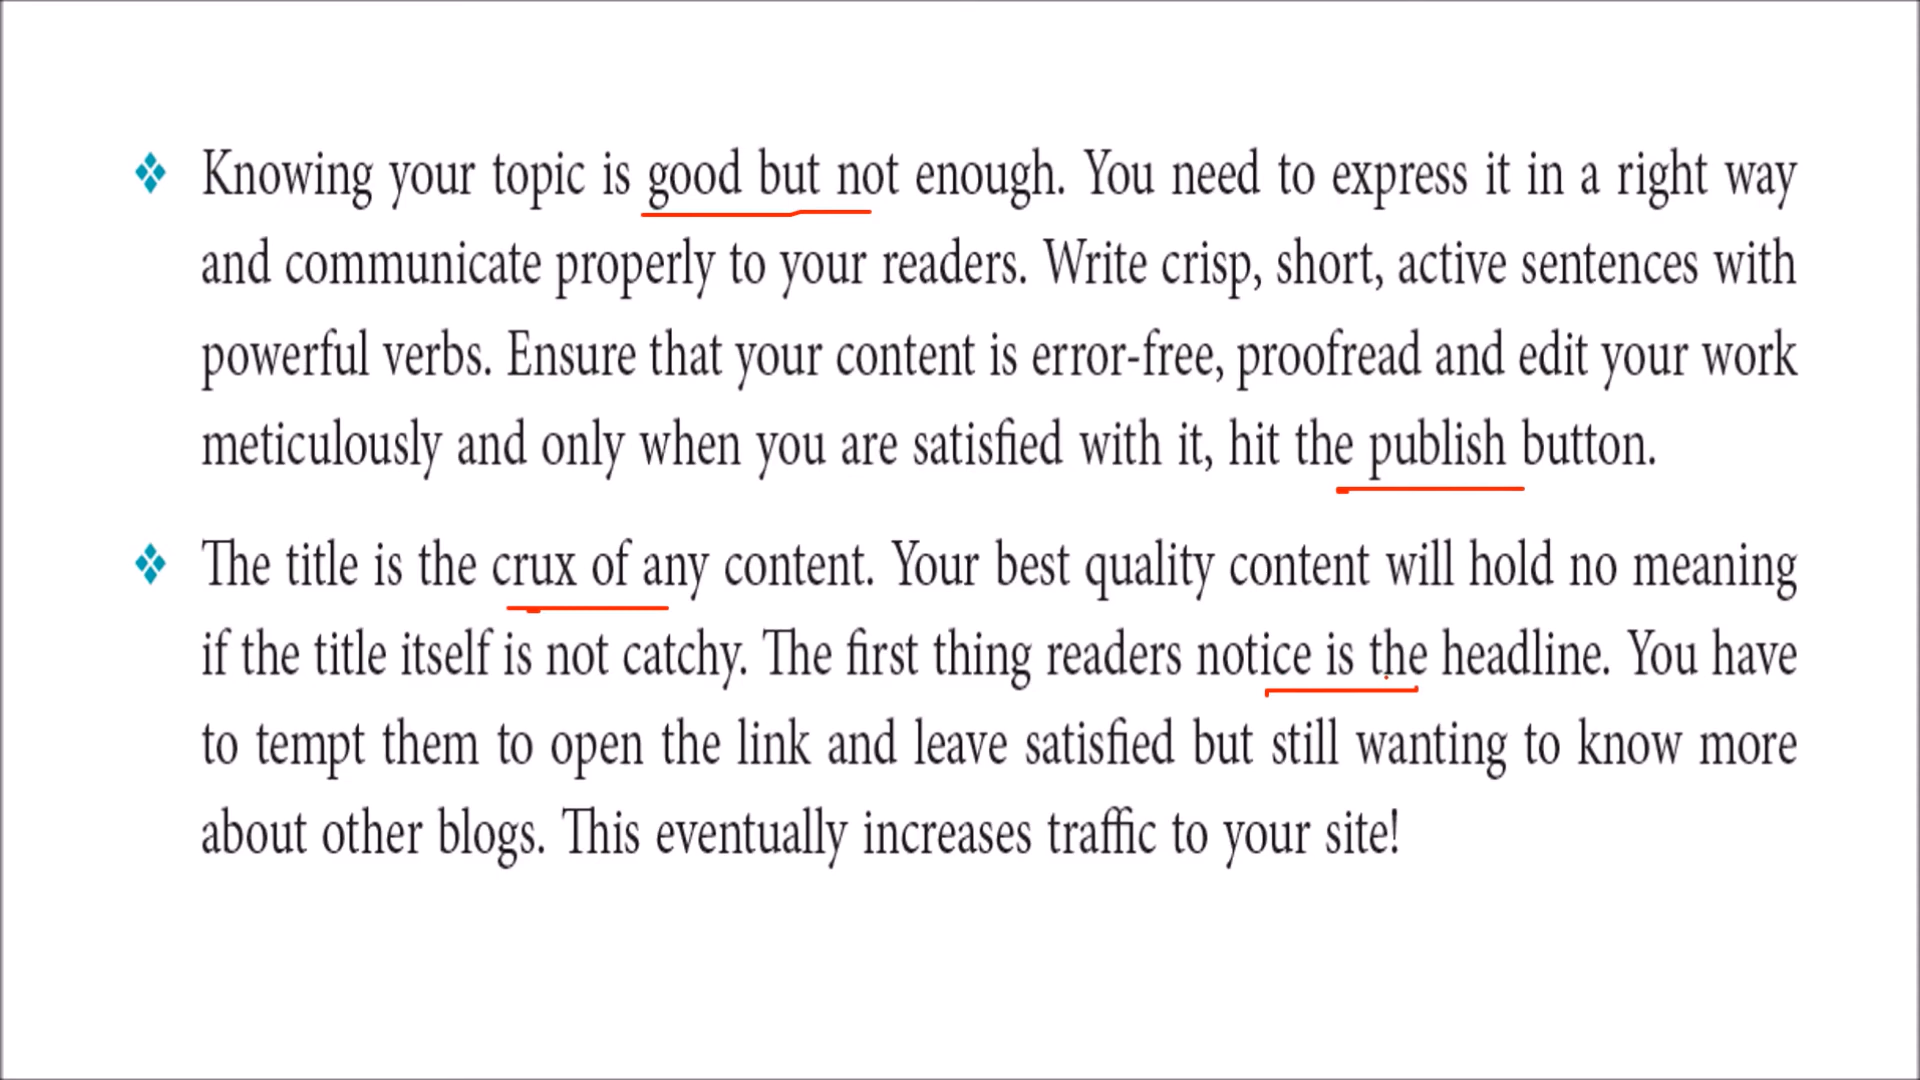 Knowing your topic is good but not enough. You need to express it in a right way
and communicate properly to your readers. Write crisp, short, active sentences with
powerful verbs. Ensure that your content is error-free, proofread and edit your work
meticulously and only when you are satisfied with it, hit the publish button.
The title is the crux of any content. Your best quality content will hold no meaning
if the title itself is not catchy. The first thing readers notice is the headline. You have
to tempt them to open the link and leave satisfied but still wanting to know more
about other blogs. This eventually increases traffic to your site!